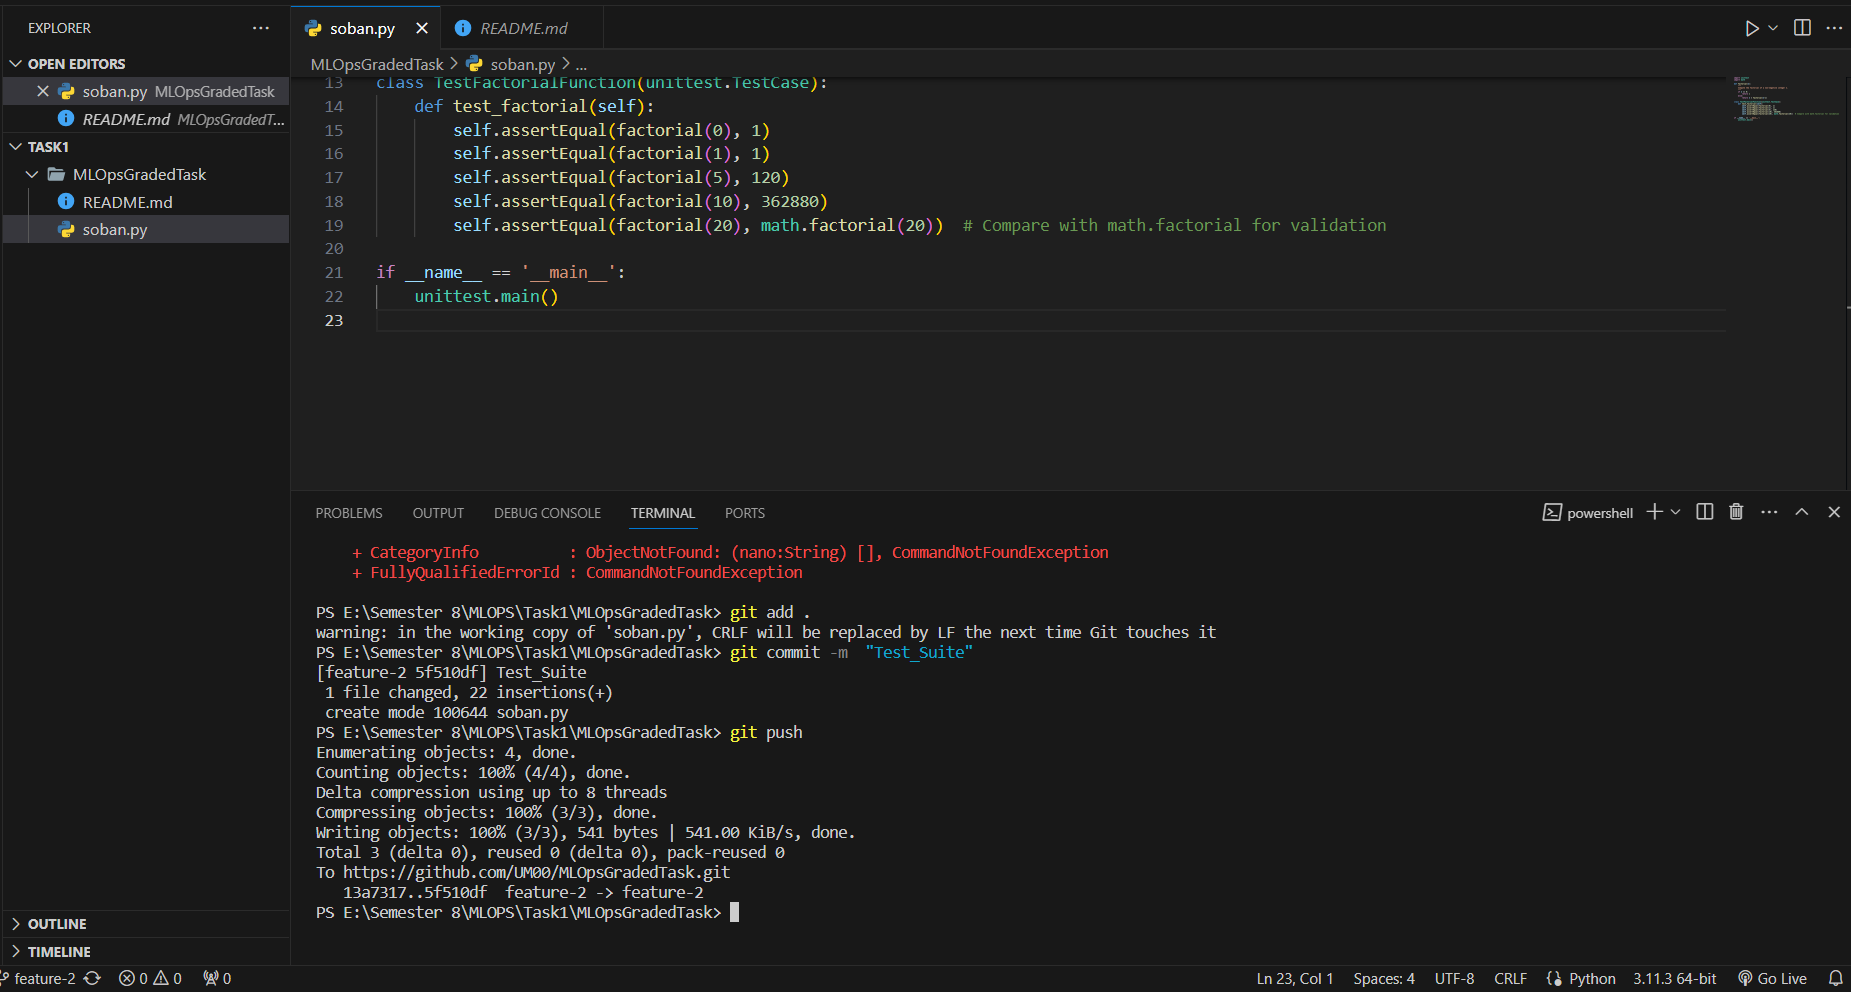 EXPLORER
OPEN EDITORS
soban.py MLOpsGradedTask
README.md MLOpsGradedT...
TASK1
MLOpsGradedTask
README.md
soban.py
OUTLINE
TIMELINE
soban.py
README.md
MLOpsGradedTask > soban.py > ...
13 class TestFactorialFunction(unittest.TestCase):
14 def test_factorial(self):
15 self.assertEqual(factorial(0), 1)
16 self.assertEqual(factorial(1), 1)
17 self.assertEqual(factorial(5), 120)
18 self.assertEqual(factorial(10), 362880)
19 self.assertEqual(factorial(20), math.factorial(20)) # Compare with math.factorial for validation
20
21 if __name__ == '__main__':
22 unittest.main()
23
PROBLEMS OUTPUT DEBUG CONSOLE TERMINAL PORTS
powershell
+ CategoryInfo : ObjectNotFound: (nano:String) [], CommandNotFoundException
+ FullyQualifiedErrorId : CommandNotFoundException
PS E:\Semester 8\MLOPS\Task1\MLOpsGradedTask> git add .
warning: in the working copy of 'soban.py', CRLF will be replaced by LF the next time Git touches it
PS E:\Semester 8\MLOPS\Task1\MLOpsGradedTask> git commit -m "Test_Suite"
[feature-2 5f510df] Test_Suite
1 file changed, 22 insertions(+)
create mode 100644 soban.py
PS E:\Semester 8\MLOPS\Task1\MLOpsGradedTask> git push
Enumerating objects: 4, done.
Counting objects: 100% (4/4), done.
Delta compression using up to 8 threads
Compressing objects: 100% (3/3), done.
Writing objects: 100% (3/3), 541 bytes | 541.00 KiB/s, done.
Total 3 (delta 0), reused 0 (delta 0), pack-reused 0
To https://github.com/UM00/MLOpsGradedTask.git
13a7317..5f510df feature-2 -> feature-2
PS E:\Semester 8\MLOPS\Task1\MLOpsGradedTask>
feature-2 0 0 0 Ln 23, Col 1 Spaces: 4 UTF-8 CRLF Python 3.11.3 64-bit Go Live